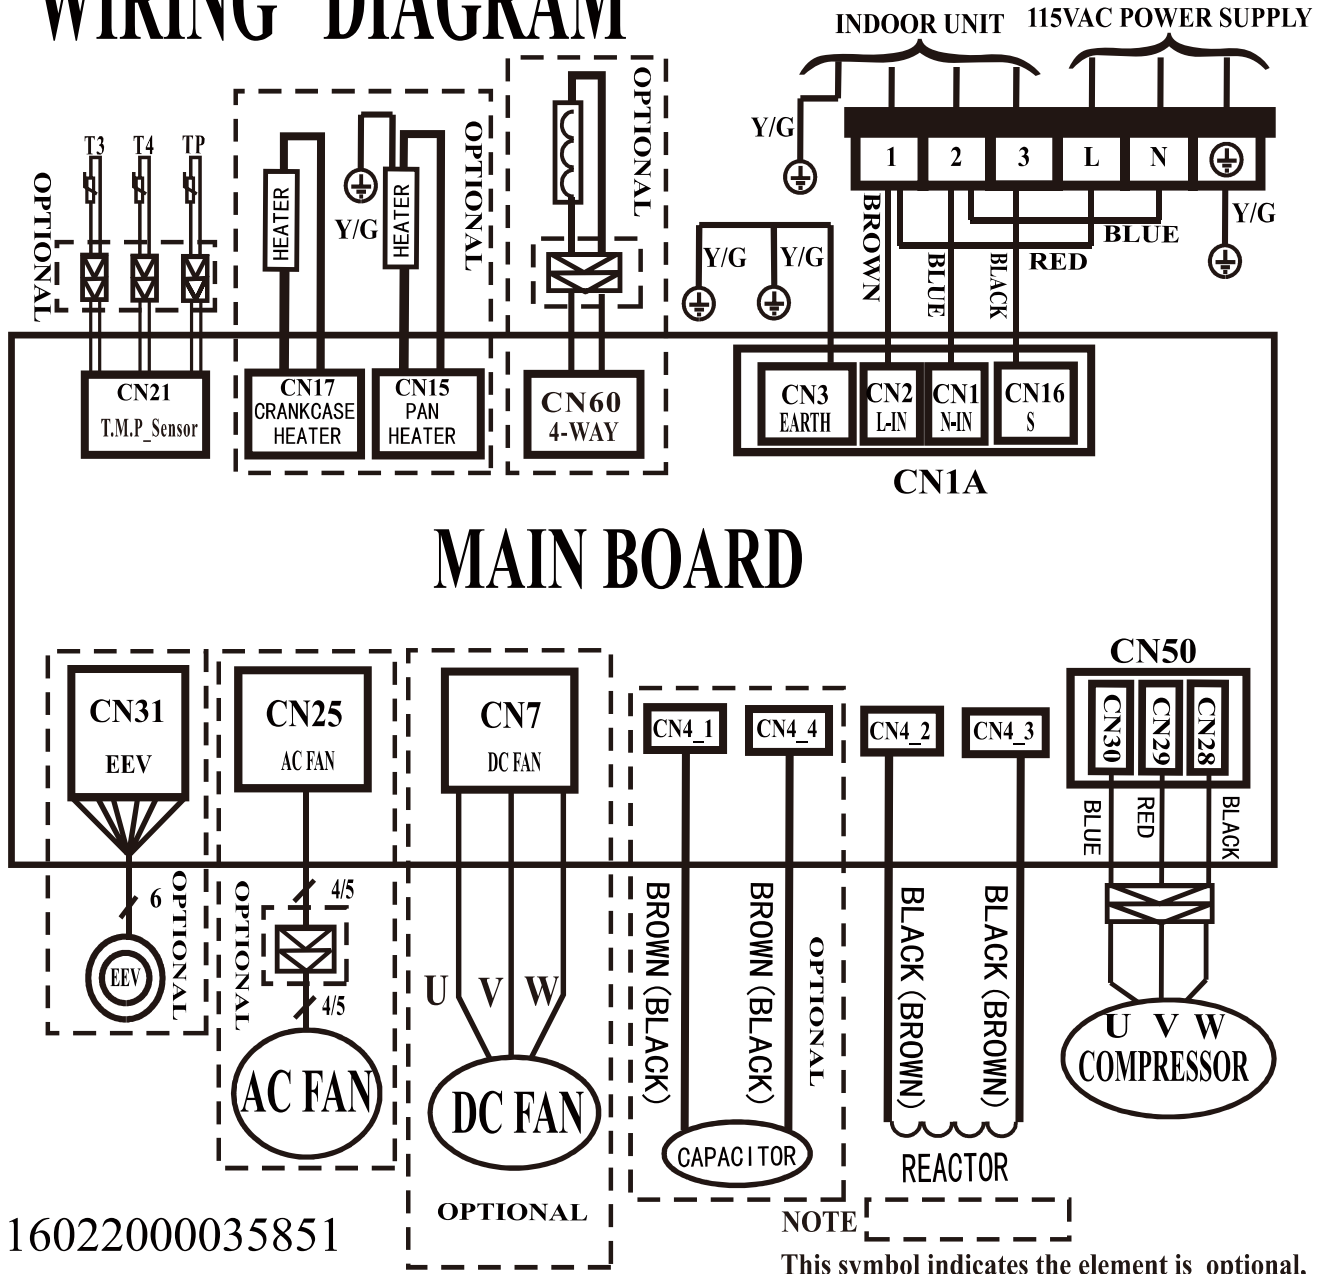 WIRING DIAGRAM
INDOOR UNIT
115VAC POWER SUPPLY
Y/G
1 2 3 L N
Y/G
BROWN
BLUE
BLACK
BLUE
RED
Y/G
Y/G
T3 T4 TP
OPTIONAL
HEATER
Y/G
HEATER
OPTIONAL
OPTIONAL
CN21
T.M.P_Sensor
CN17
CRANKCASE
HEATER
CN15
PAN
HEATER
CN60
4-WAY
CN3
EARTH
CN2
L-IN
CN1
N-IN
CN16
S
CN1A
MAIN BOARD
CN31
EEV
CN25
AC FAN
CN7
DC FAN
CN4_1
CN4_4
CN4_2
CN4_3
CN50
CN30
CN29
CN28
BLUE
RED
BLACK
6
OPTIONAL
EEV
4/5
OPTIONAL
4/5
AC FAN
U V W
DC FAN
OPTIONAL
BROWN(BLACK)
BROWN(BLACK)
OPTIONAL
CAPACITOR
BLACK(BROWN)
BLACK(BROWN)
REACTOR
U V W
COMPRESSOR
16022000035851
NOTE
This symbol indicates the element is optional,